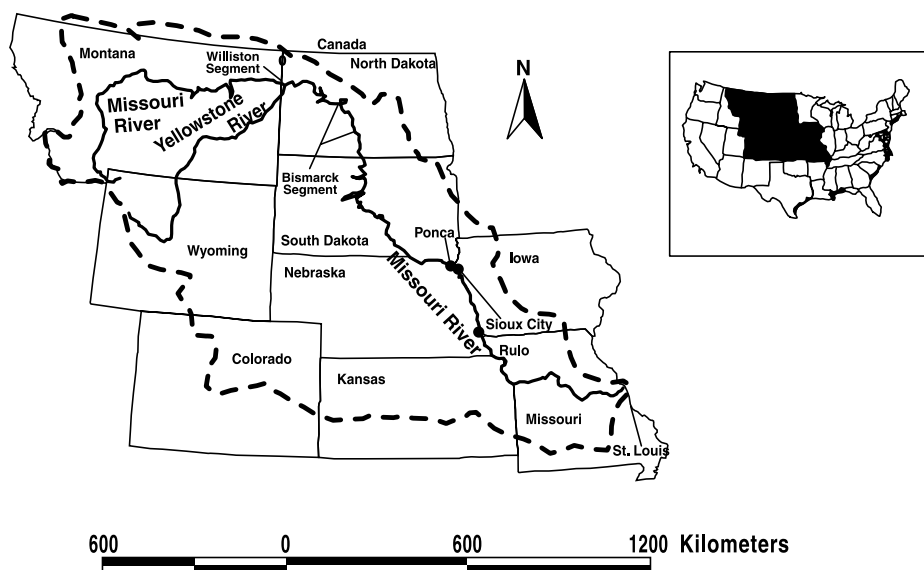 Canada
Montana
Williston
Segment
North Dakota
N
Missouri
River
Yellowstone
River
Bismarck
Segment
Ponca
South Dakota
Wyoming
Iowa
Nebraska
Missouri River
Sioux City
Rulo
Colorado
Kansas
Missouri
St. Louis
600 0 600 1200 Kilometers